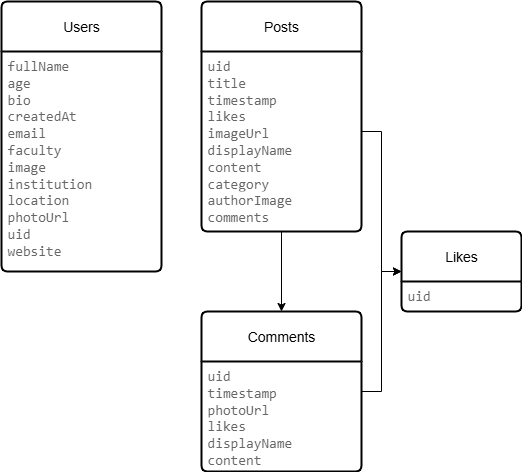 Users
fullName
age
bio
createdAt
email
faculty
image
institution
location
photoUrl
uid
website
Posts
uid
title
timestamp
likes
imageUrl
displayName
content
category
authorImage
comments
Comments
uid
timestamp
photoUrl
likes
displayName
content
Likes
uid